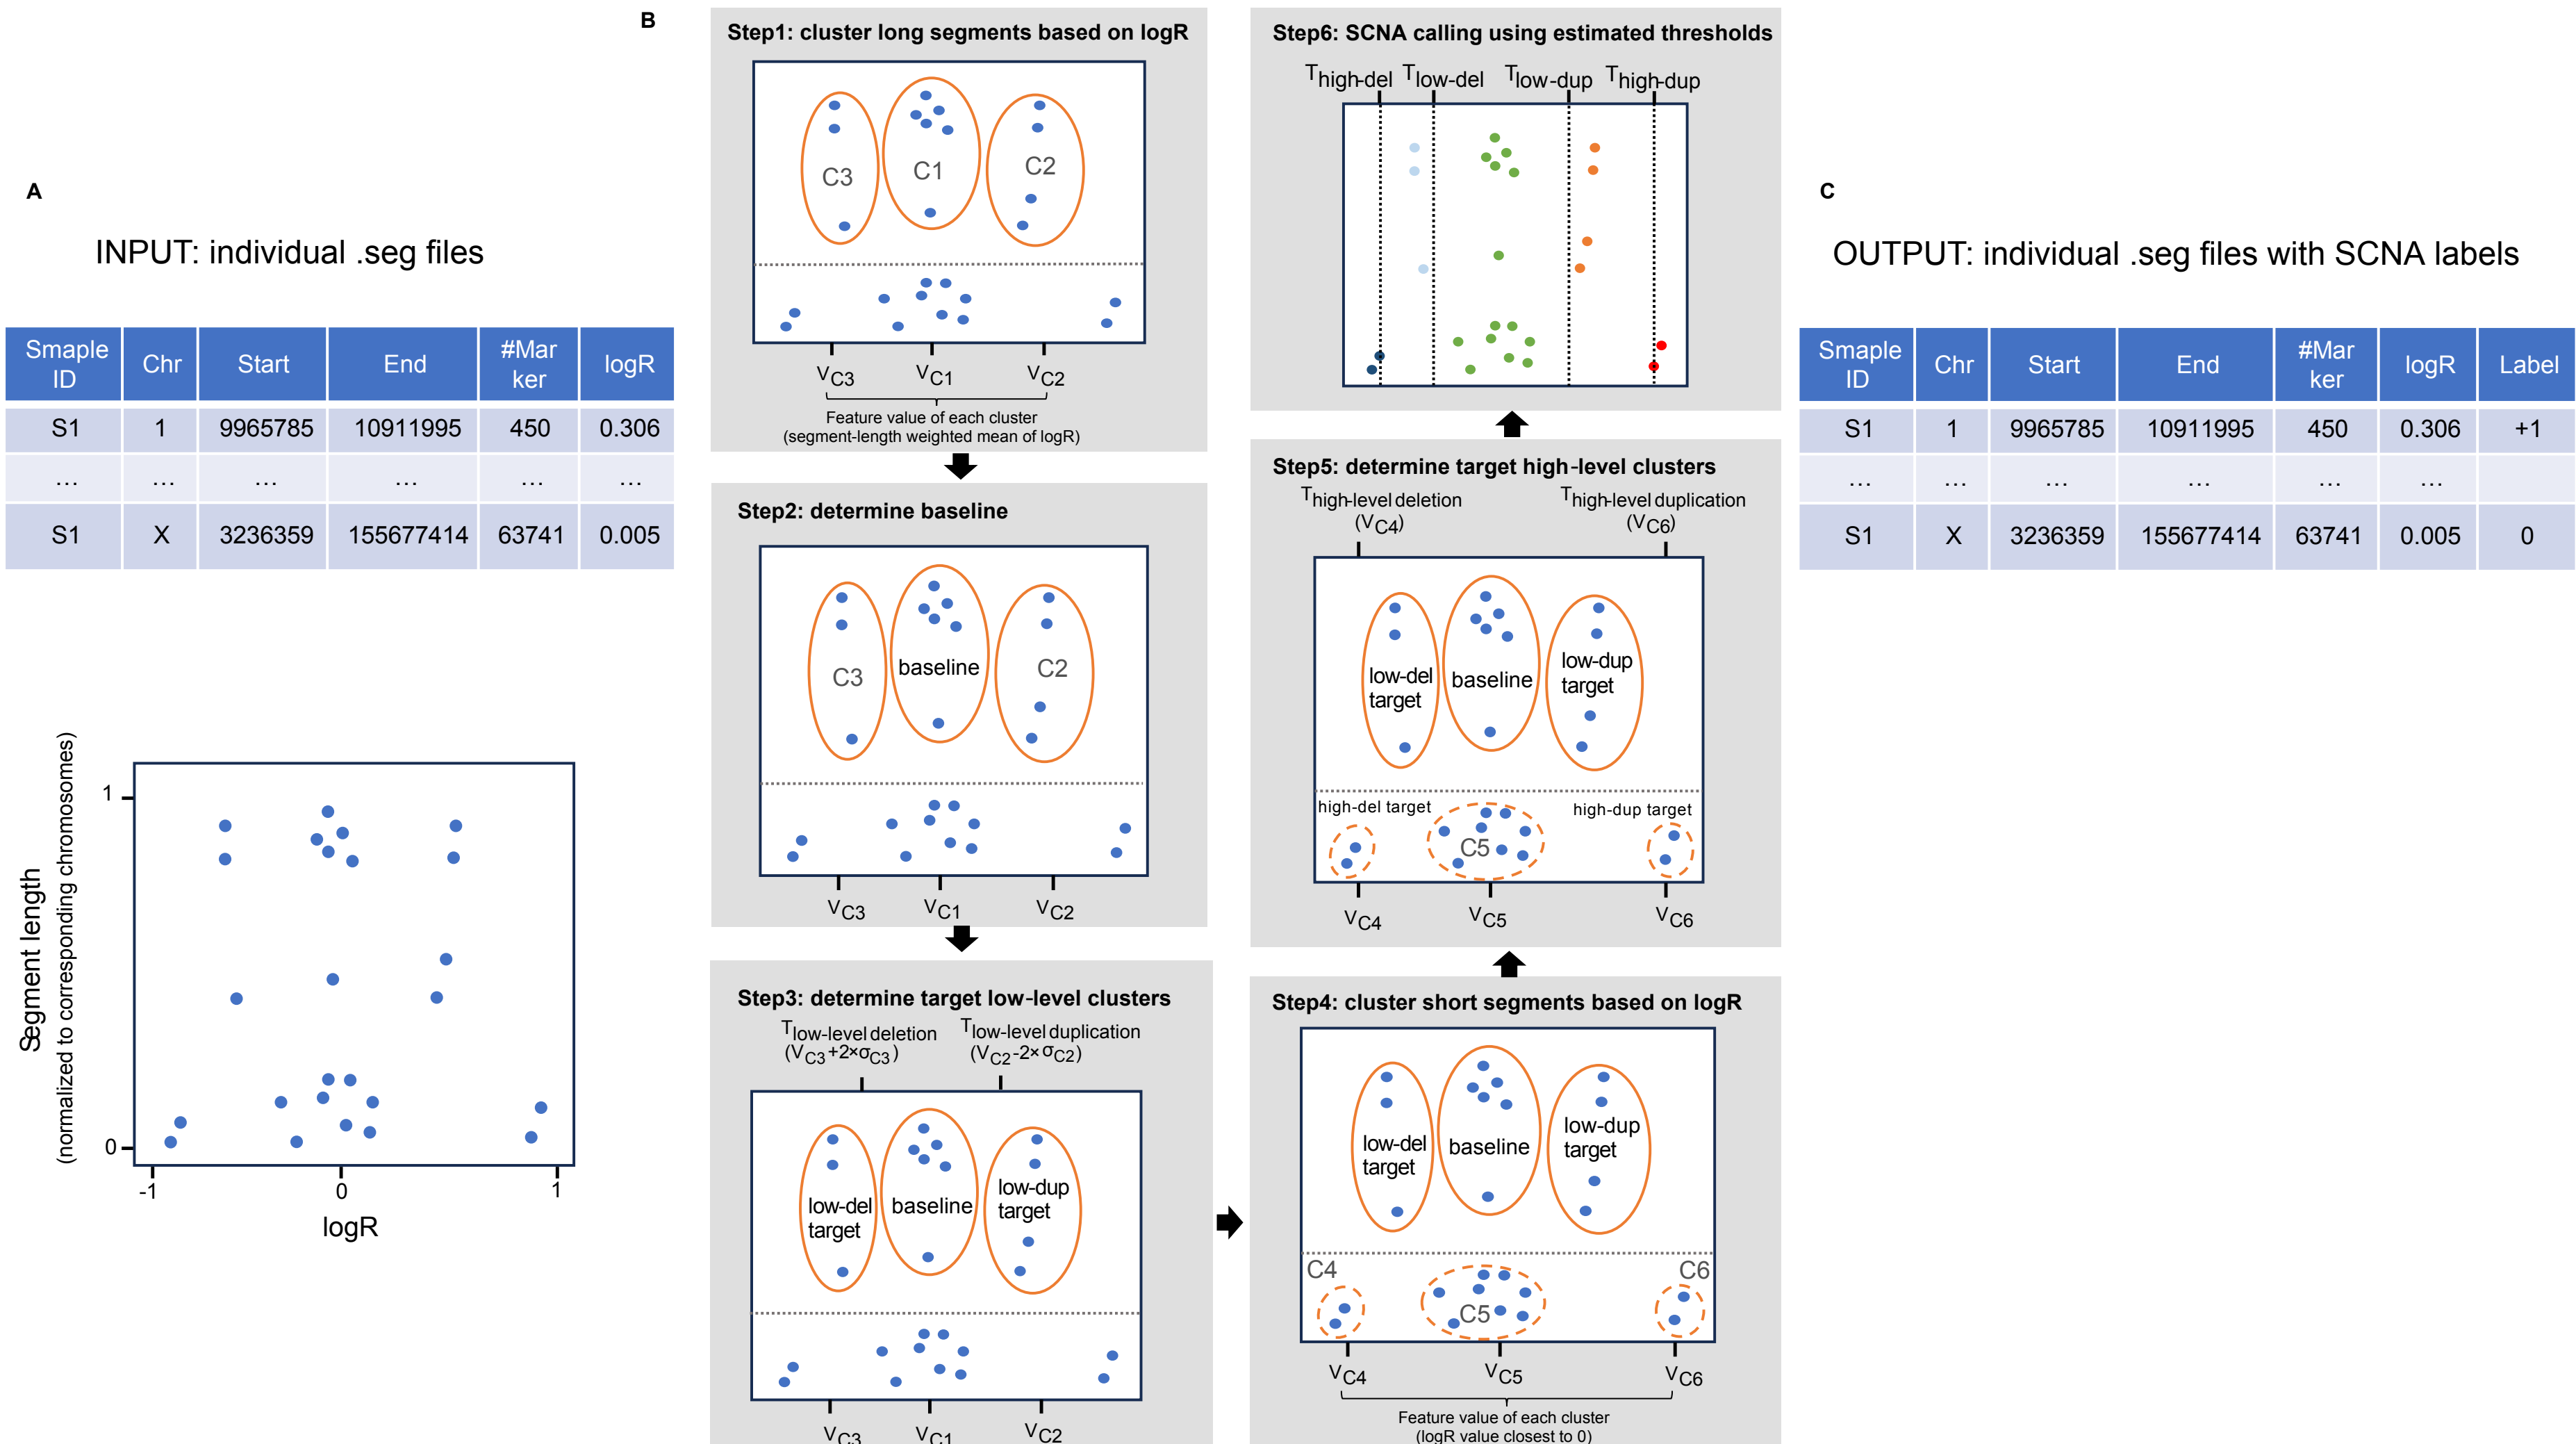 A
INPUT: individual .seg files
Smaple ID Chr Start End #Mar ker logR
S1 1 9965785 10911995 450 0.306
... ... ... ... ... ...
S1 X 3236359 155677414 63741 0.005
Segment length
(normalized to corresponding chromosomes)
1
0
-1 0 1
logR
B
Step1: cluster long segments based on logR
C3 C1 C2
VC3 VC1 VC2
Feature value of each cluster
(segment-length weighted mean of logR)
Step2: determine baseline
C3 baseline C2
VC3 VC1 VC2
Step3: determine target low-level clusters
Tlow-level deletion Tlow-level duplication
(VC3+2×σC3) (VC2-2×σC2)
low-del target baseline low-dup target
VC3 VC1 VC2
Step4: cluster short segments based on logR
low-del target baseline low-dup target
C4 C5 C6
VC4 VC5 VC6
Feature value of each cluster
(logR value closest to 0)
Step5: determine target high-level clusters
Thigh-level deletion Thigh-level duplication
(VC4) (VC6)
low-del target baseline low-dup target
high-del target high-dup target
C5
VC4 VC5 VC6
Step6: SCNA calling using estimated thresholds
Thigh-del Tlow-del Tlow-dup Thigh-dup
C
OUTPUT: individual .seg files with SCNA labels
Smaple ID Chr Start End #Mar ker logR Label
S1 1 9965785 10911995 450 0.306 +1
... ... ... ... ... ...
S1 X 3236359 155677414 63741 0.005 0